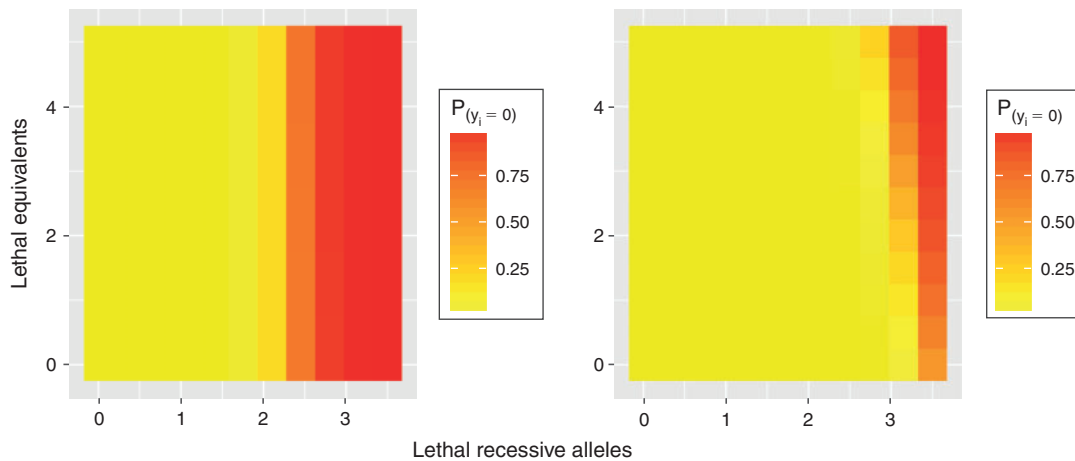 Lethal equivalents
4
2
0
0 1 2 3
P(yi = 0)
0.75
0.50
0.25
4
2
0
0 1 2 3
P(yi = 0)
0.75
0.50
0.25
Lethal recessive alleles